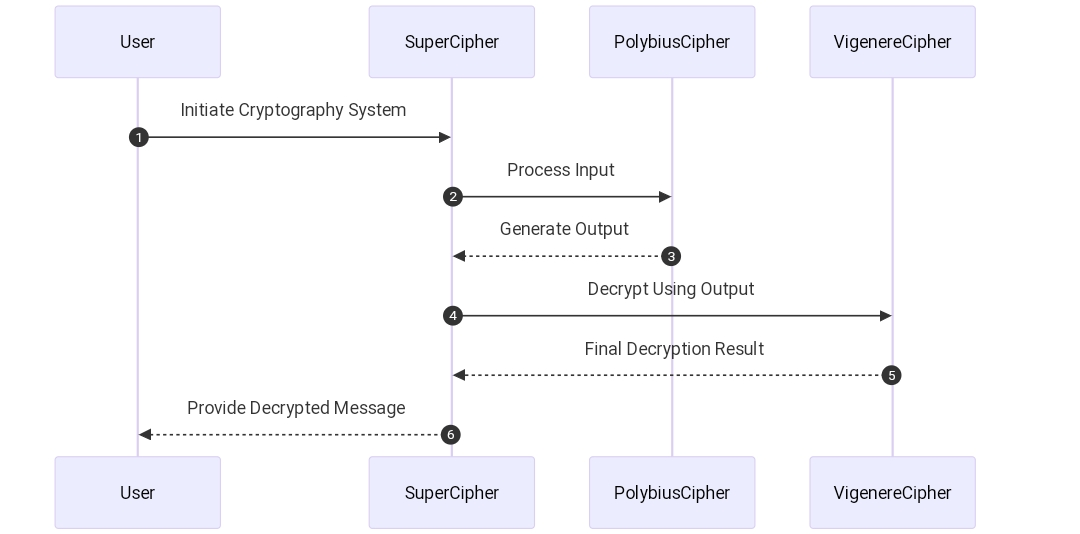 User
SuperCipher
PolybiusCipher
VigenereCipher
Initiate Cryptography System
1
Process Input
2
Generate Output
3
Decrypt Using Output
4
Final Decryption Result
5
Provide Decrypted Message
6
User
SuperCipher
PolybiusCipher
VigenereCipher